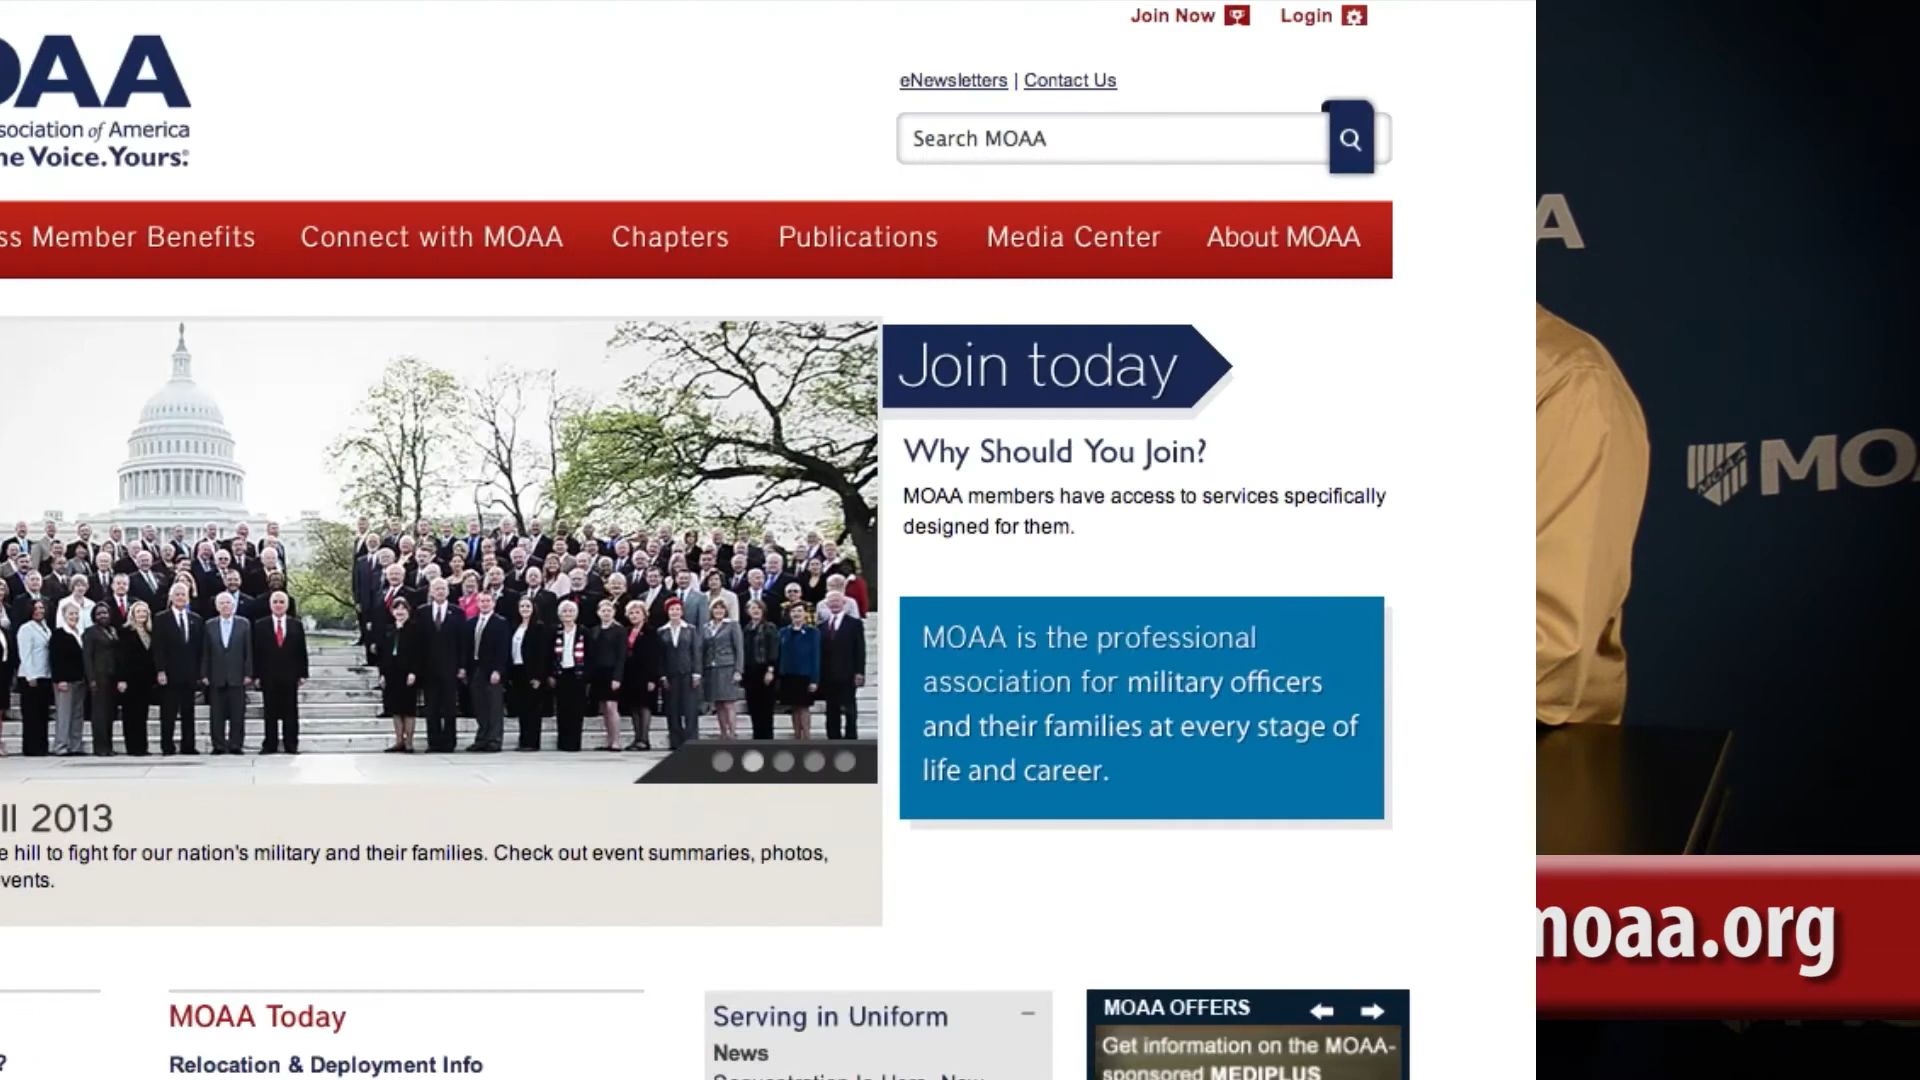 Join Now Login
OAA
eNewsletters | Contact Us
sociation of America
ne Voice. Yours.®
Search MOAA
ss Member Benefits Connect with MOAA Chapters Publications Media Center About MOAA
A
Join today
Why Should You Join?
MOAA members have access to services specifically
designed for them.
MOAA MOA
MOAA is the professional
association for military officers
and their families at every stage of
life and career.
ll 2013
e hill to fight for our nation's military and their families. Check out event summaries, photos,
vents.
moaa.org
MOAA Today
Serving in Uniform
MOAA OFFERS
?
Relocation & Deployment Info
News
Get information on the MOAA-
sponsored MEDIPLUS